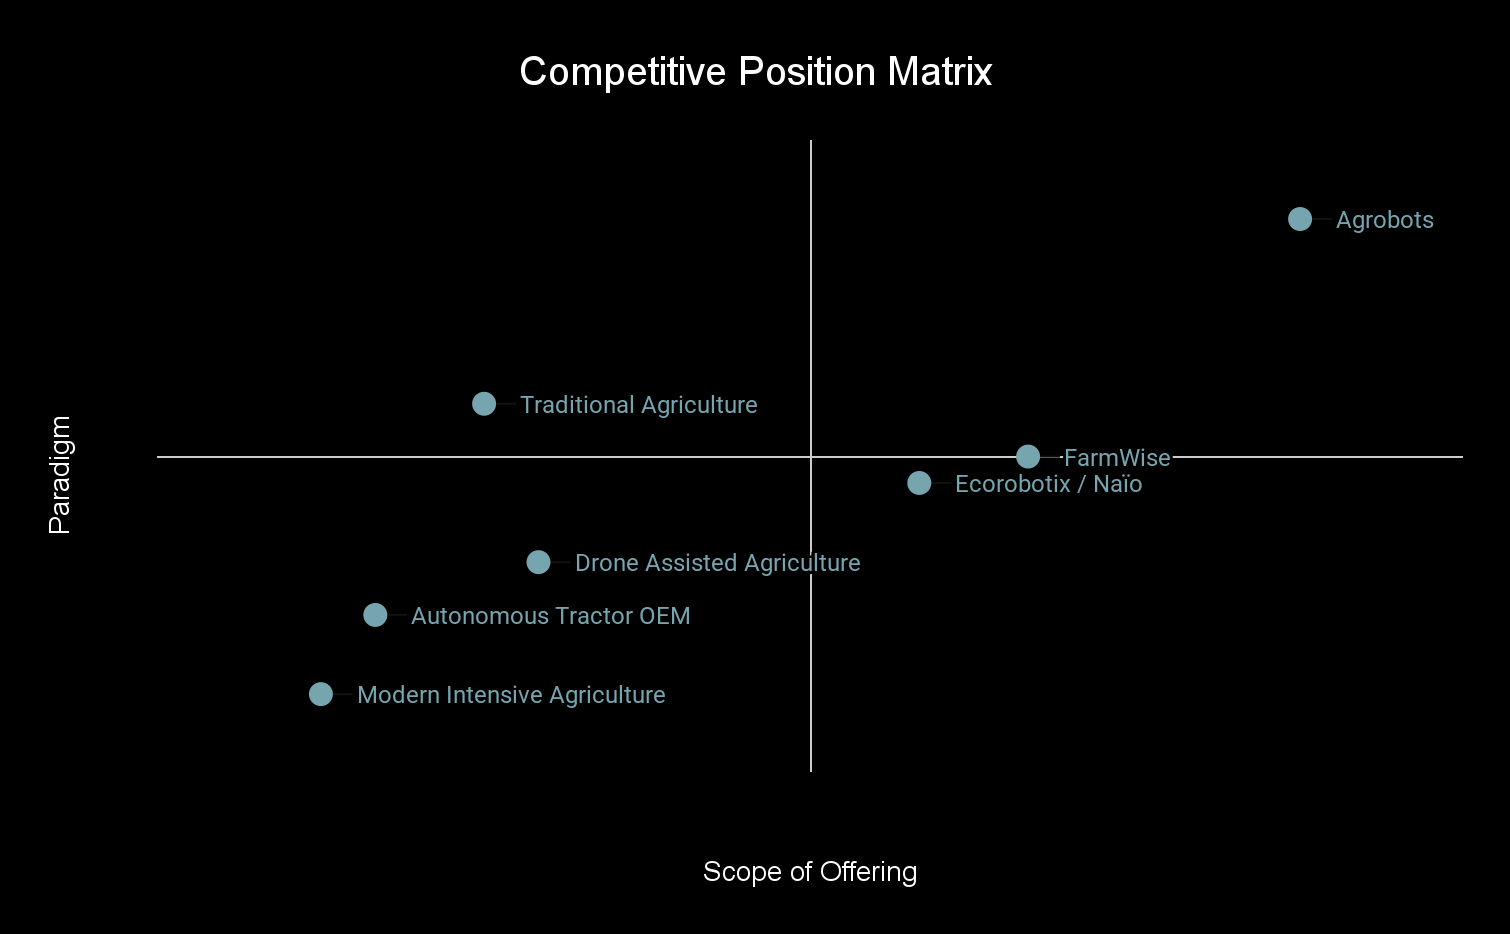 Competitive Position Matrix
Agrobots
Traditional Agriculture
Paradigm
FarmWise
Ecorobotix / Naïo
Drone Assisted Agriculture
Autonomous Tractor OEM
Modern Intensive Agriculture
Scope of Offering